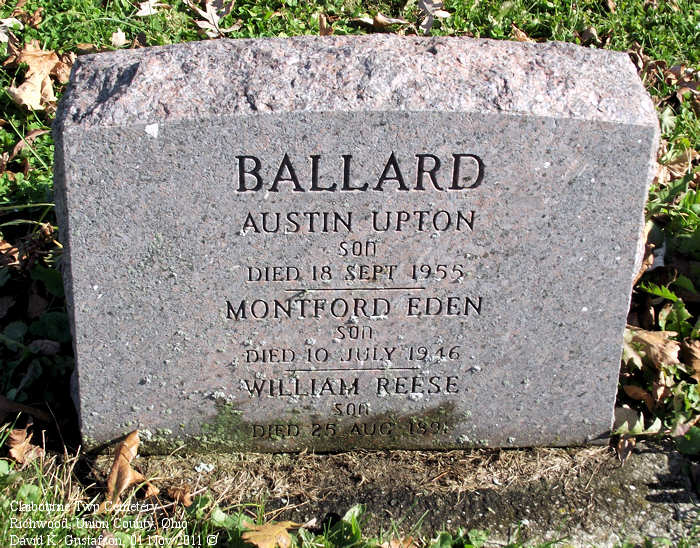 BALLARD
AUSTIN UPTON
SON
DIED 18 SEPT 1955
MONTFORD EDEN
SON
DIED 10 JULY 1946
WILLIAM REESE
SON
DIED 25 AUG
Claibourne Twp Cemetery
Richwood, Union County, Ohio
David K. Gustafson, 01 Nov 2011 ©